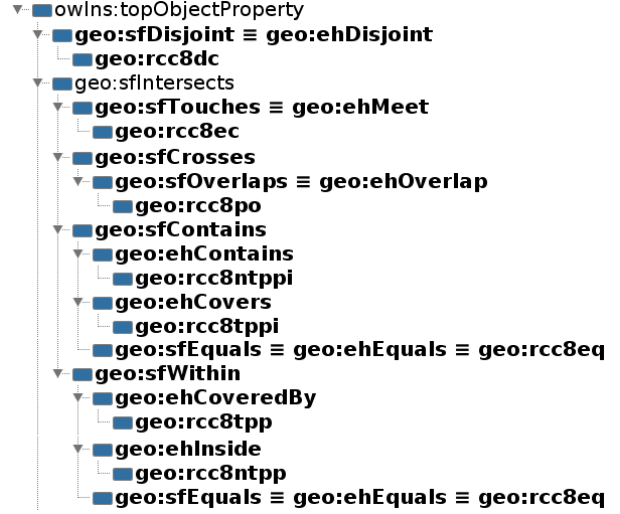 owlns:topObjectProperty
geo:sfDisjoint ≡ geo:ehDisjoint
geo:rcc8dc
geo:sfIntersects
geo:sfTouches ≡ geo:ehMeet
geo:rcc8ec
geo:sfCrosses
geo:sfOverlaps ≡ geo:ehOverlap
geo:rcc8po
geo:sfContains
geo:ehContains
geo:rcc8ntppi
geo:ehCovers
geo:rcc8tppi
geo:sfEquals ≡ geo:ehEquals ≡ geo:rcc8eq
geo:sfWithin
geo:ehCoveredBy
geo:rcc8tpp
geo:ehInside
geo:rcc8ntpp
geo:sfEquals ≡ geo:ehEquals ≡ geo:rcc8eq